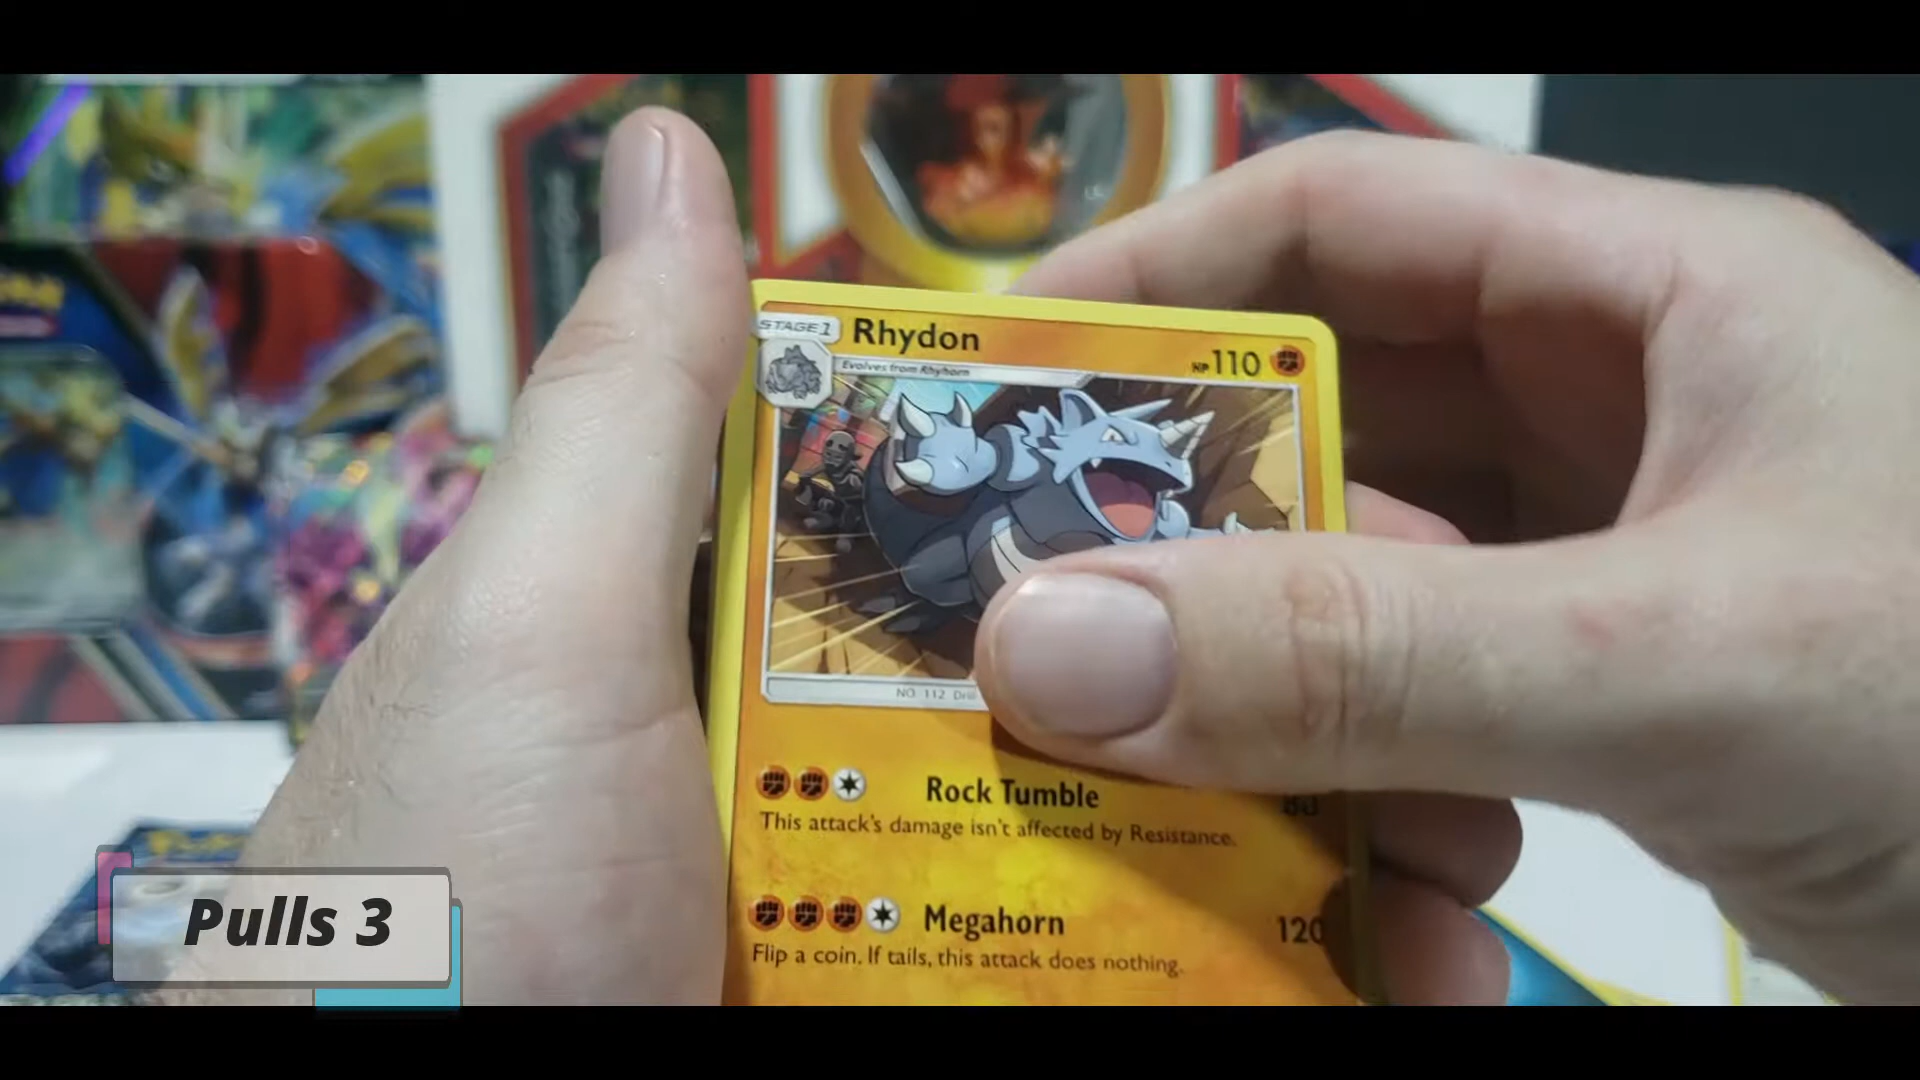 STAGE 1
Rhydon
HP 110
Evolves from Rhyhorn
NO. 112
Rock Tumble 80
This attack's damage isn't affected by Resistance.
Megahorn 120
Flip a coin. If tails, this attack does nothing.
Pulls 3